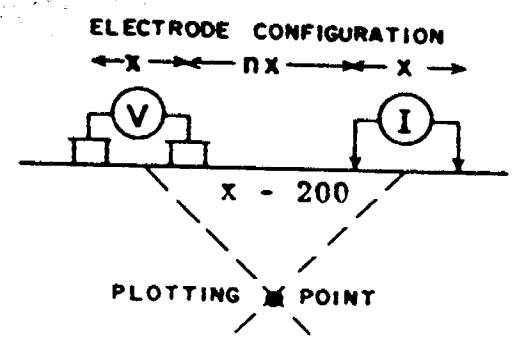 ELECTRODE CONFIGURATION
x nx x
V I
x - 200
PLOTTING POINT